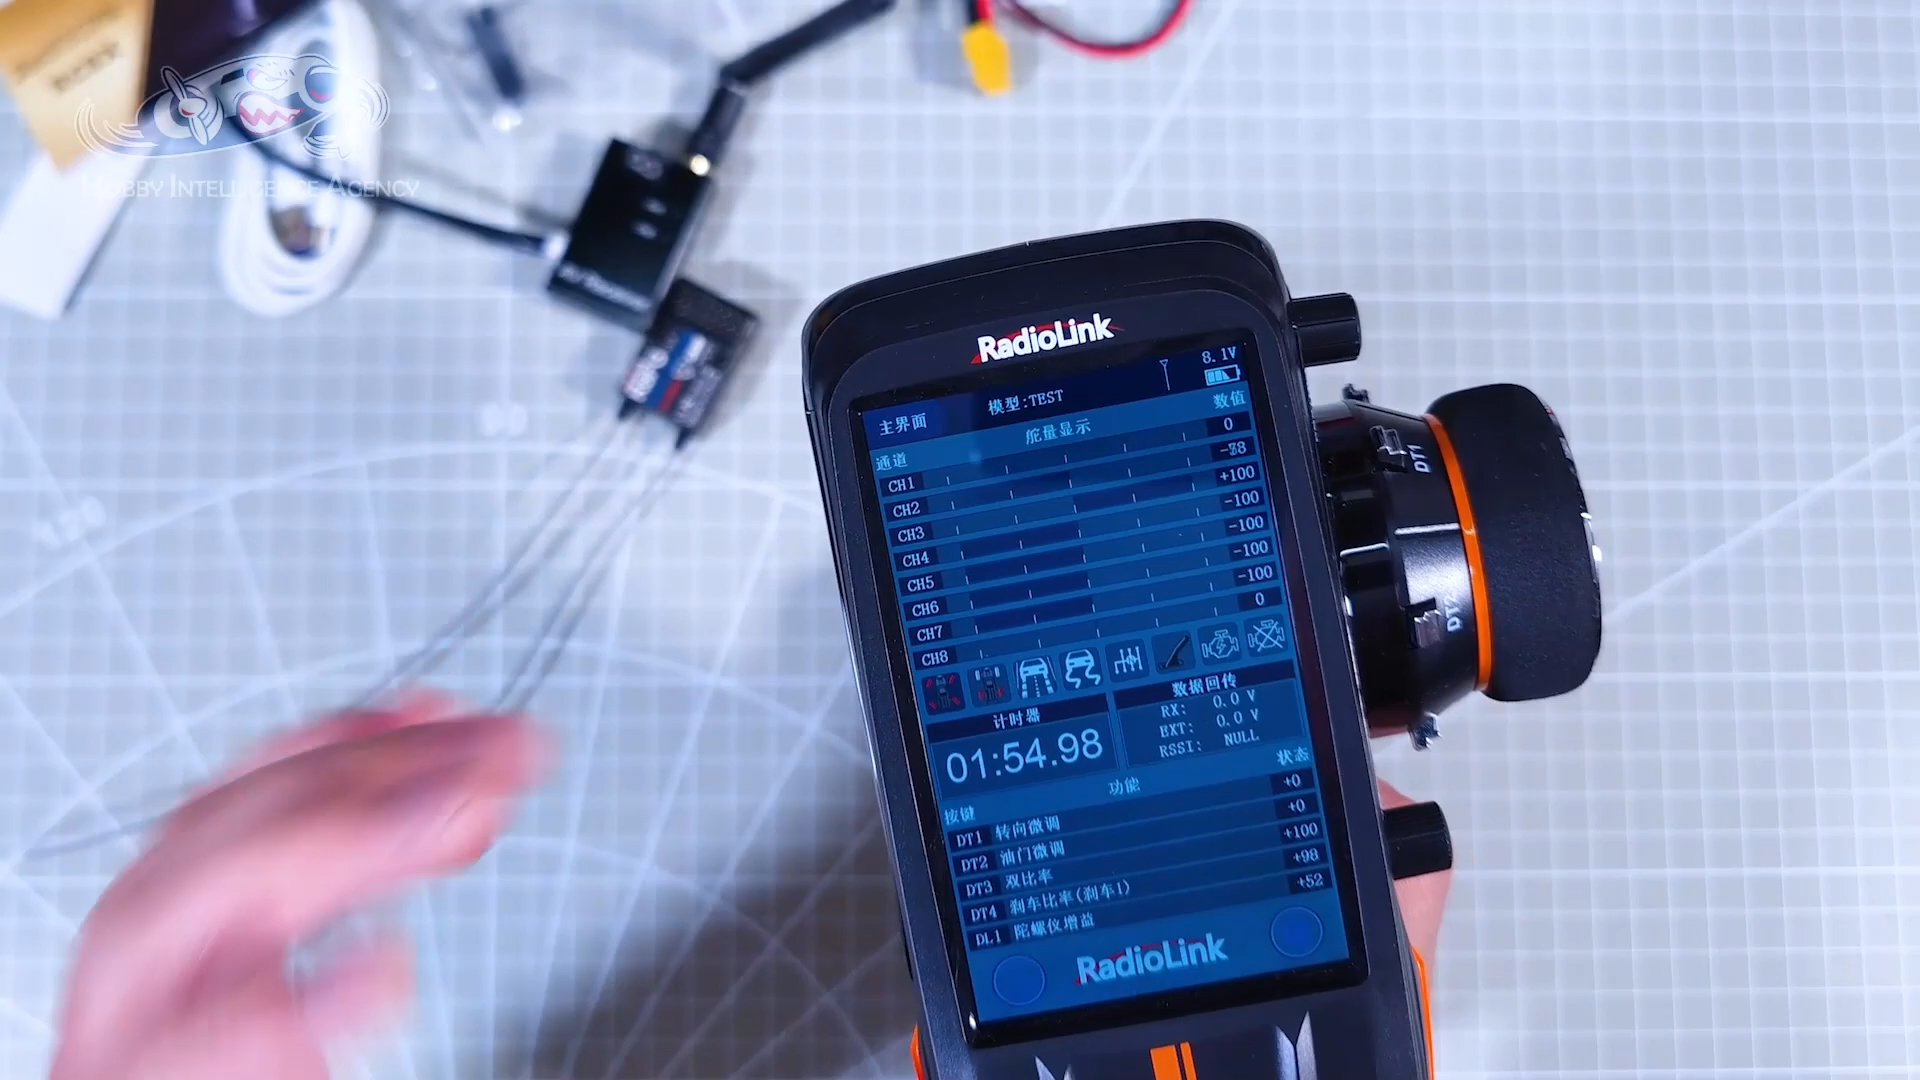 HOBBY INTELLIGENCE AGENCY
RadioLink
8.1V
主界面 模型:TEST
通道 舵量显示 数值
CH1 0
CH2
CH3 +100
CH4 -100
CH5 -100
CH6 -100
CH7 -100
CH8 0
计时器
01:54.98
数据回传
RX: 0.0 V
EXT: 0.0 V
RSSI: NULL
按键 功能 状态
DT1 转向微调 +0
DT2 油门微调 +0
DT3 双比率 +100
DT4 刹车比率(刹车1) +98
DL1 陀螺仪增益 +52
RadioLink
DT1
DT2